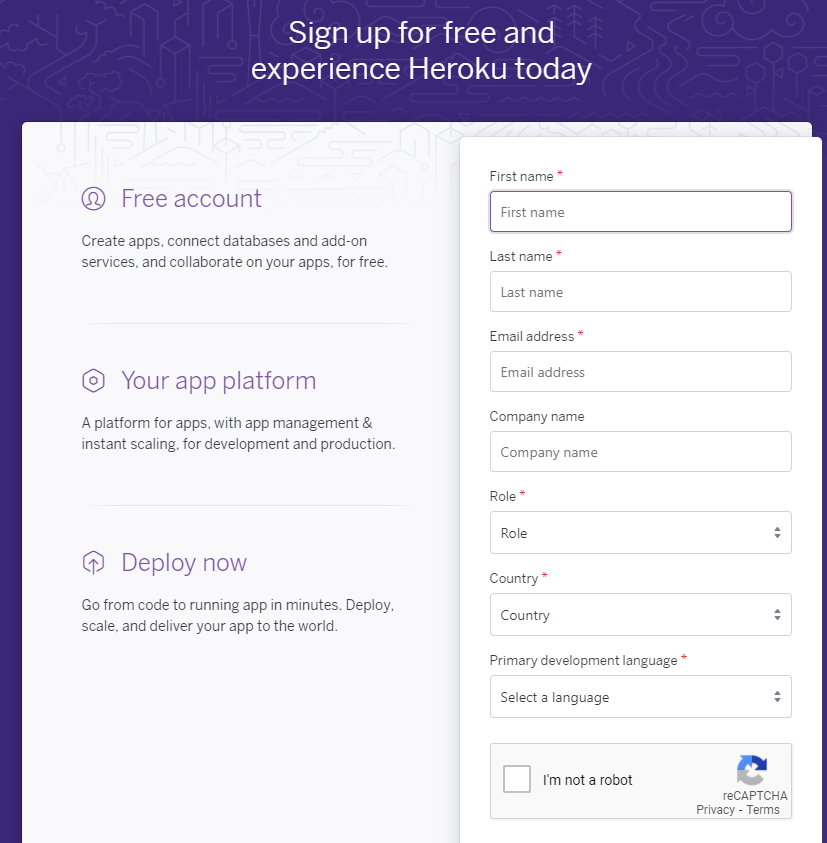 Sign up for free and
experience Heroku today
Free account
Create apps, connect databases and add-on
services, and collaborate on your apps, for free.
Your app platform
A platform for apps, with app management &
instant scaling, for development and production.
Deploy now
Go from code to running app in minutes. Deploy,
scale, and deliver your app to the world.
First name *
First name
Last name *
Last name
Email address *
Email address
Company name
Company name
Role *
Role
Country *
Country
Primary development language *
Select a language
I'm not a robot
reCAPTCHA
Privacy - Terms